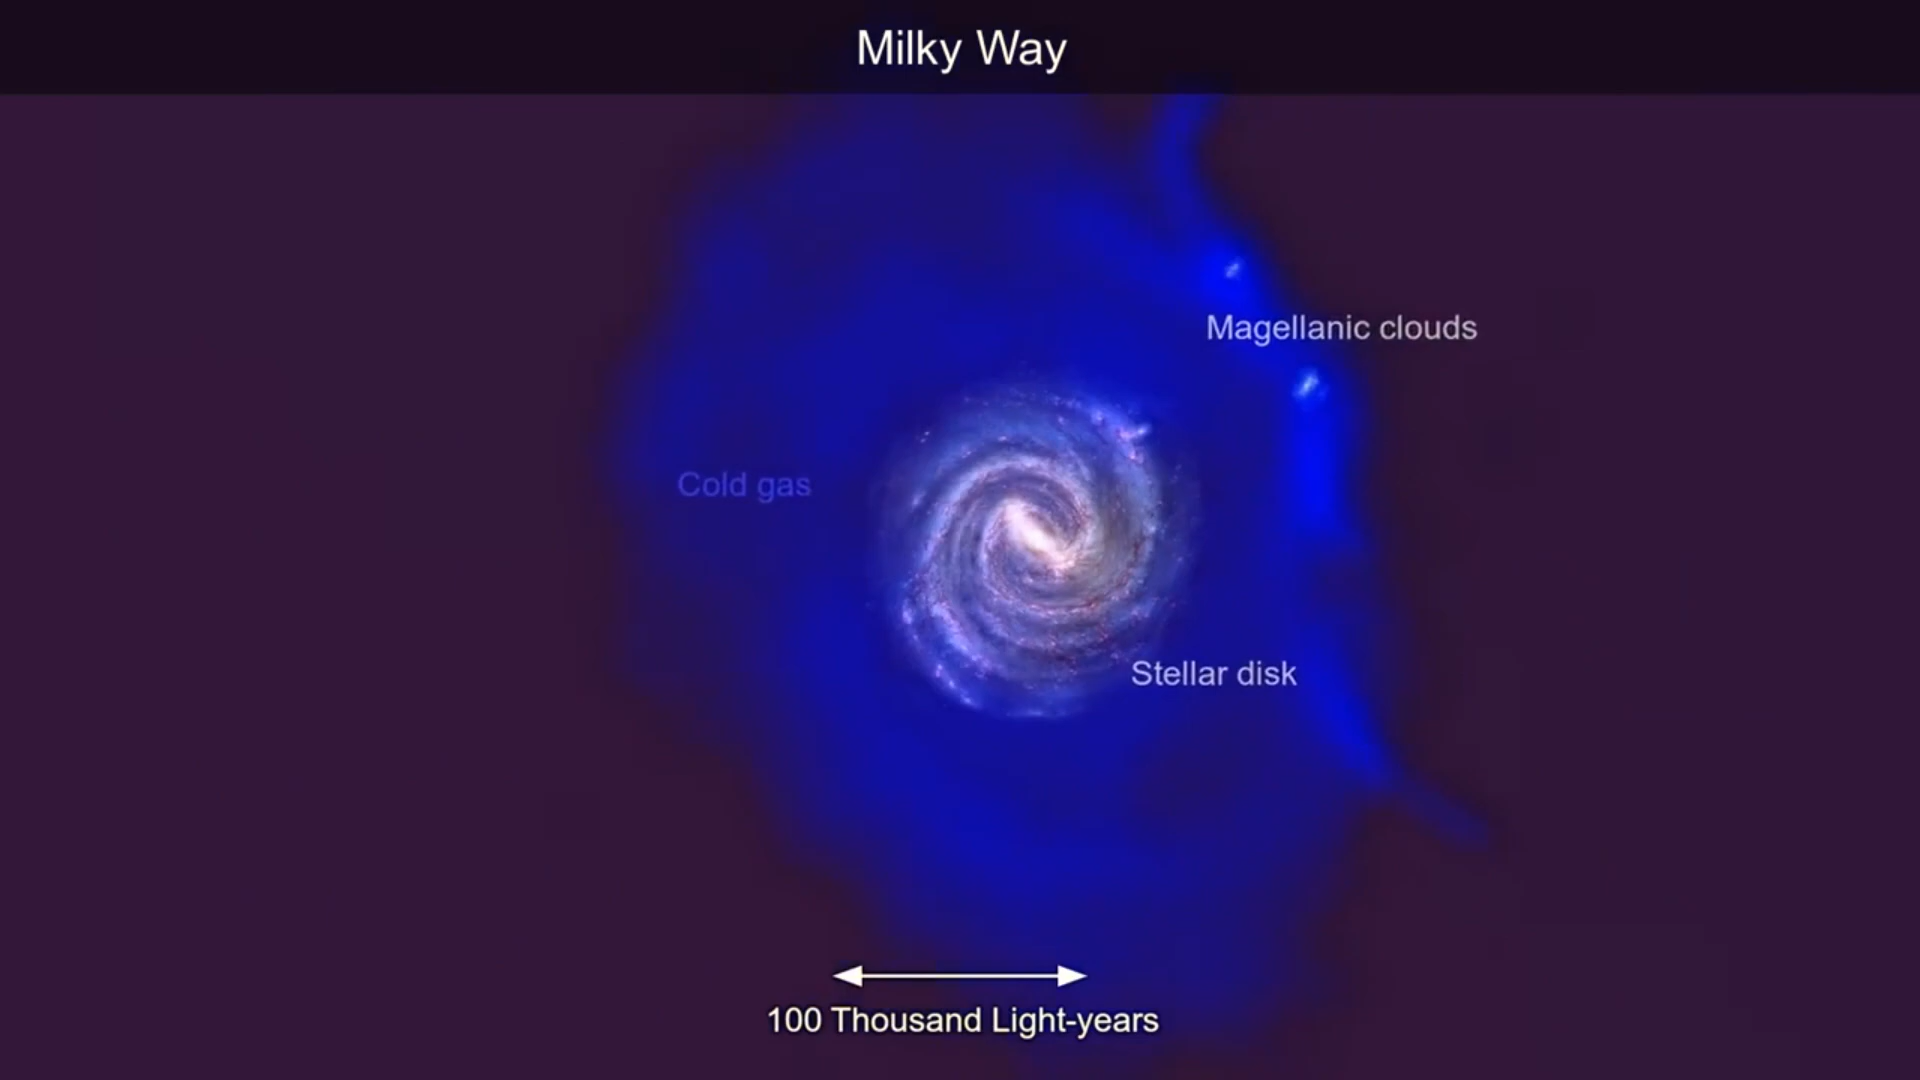 Milky Way
Magellanic clouds
Cold gas
Stellar disk
100 Thousand Light-years